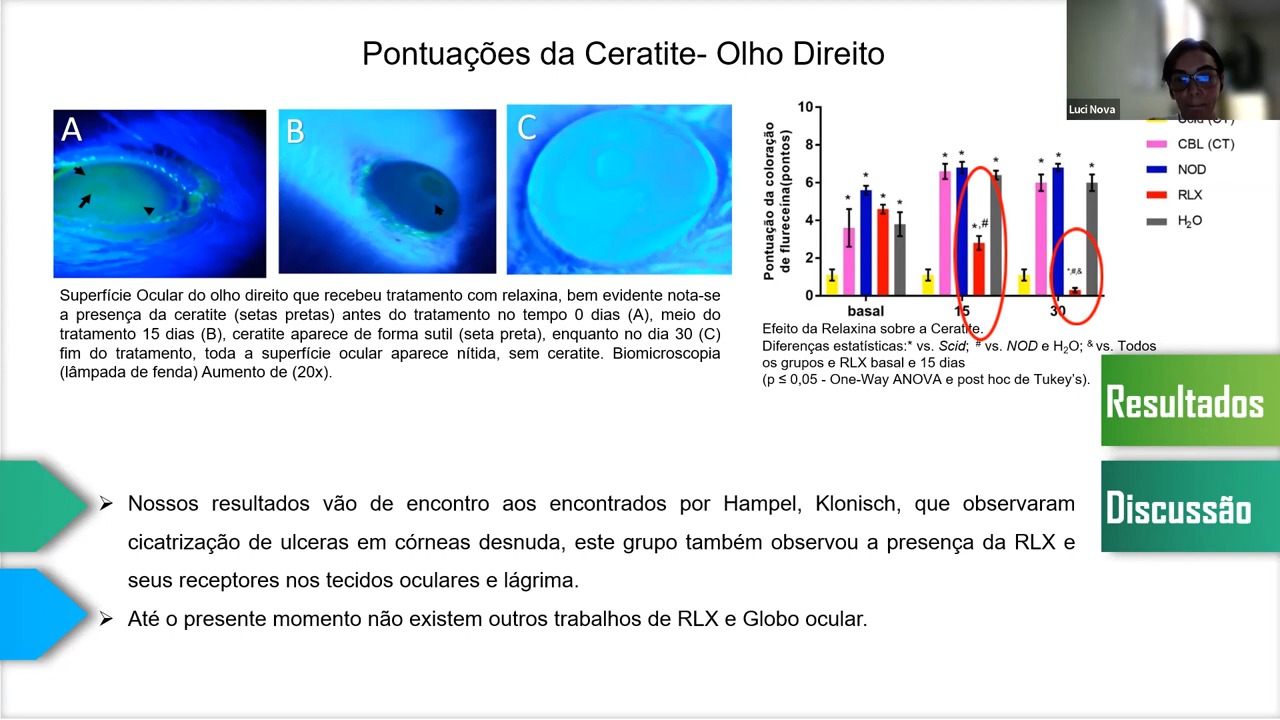 Pontuações da Ceratite- Olho Direito
Luci Nova
A
B
C
Superfície Ocular do olho direito que recebeu tratamento com relaxina, bem evidente nota-se
a presença da ceratite (setas pretas) antes do tratamento no tempo 0 dias (A), meio do
tratamento 15 dias (B), ceratite aparece de forma sutil (seta preta), enquanto no dia 30 (C)
fim do tratamento, toda a superfície ocular aparece nítida, sem ceratite. Biomicroscopia
(lâmpada de fenda) Aumento de (20x).
Pontuação da coloração
de flureceína(pontos)
10
8
6
4
2
0
* * * *
* * *,# *
* * *,#,& *
basal 15 30
Scid (CT)
CBL (CT)
NOD
RLX
H2O
Efeito da Relaxina sobre a Ceratite.
Diferenças estatísticas:* vs. Scid; # vs. NOD e H2O; & vs. Todos
os grupos e RLX basal e 15 dias
(p ≤ 0,05 - One-Way ANOVA e post hoc de Tukey's).
Resultados
Discussão
➢ Nossos resultados vão de encontro aos encontrados por Hampel, Klonisch, que observaram
cicatrização de ulceras em córneas desnuda, este grupo também observou a presença da RLX e
seus receptores nos tecidos oculares e lágrima.
➢ Até o presente momento não existem outros trabalhos de RLX e Globo ocular.